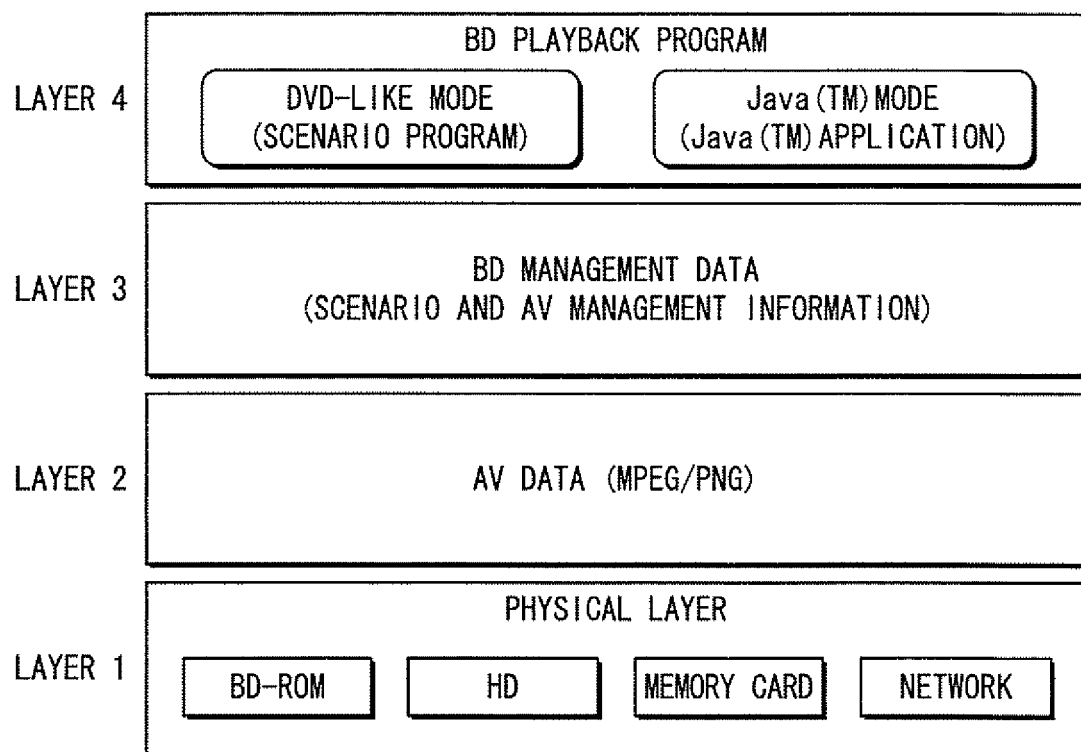 BD PLAYBACK PROGRAM
LAYER 4
DVD-LIKE MODE
(SCENARIO PROGRAM)
Java(TM)MODE
(Java(TM)APPLICATION)
LAYER 3
BD MANAGEMENT DATA
(SCENARIO AND AV MANAGEMENT INFORMATION)
LAYER 2
AV DATA (MPEG/PNG)
PHYSICAL LAYER
LAYER 1
BD-ROM
HD
MEMORY CARD
NETWORK